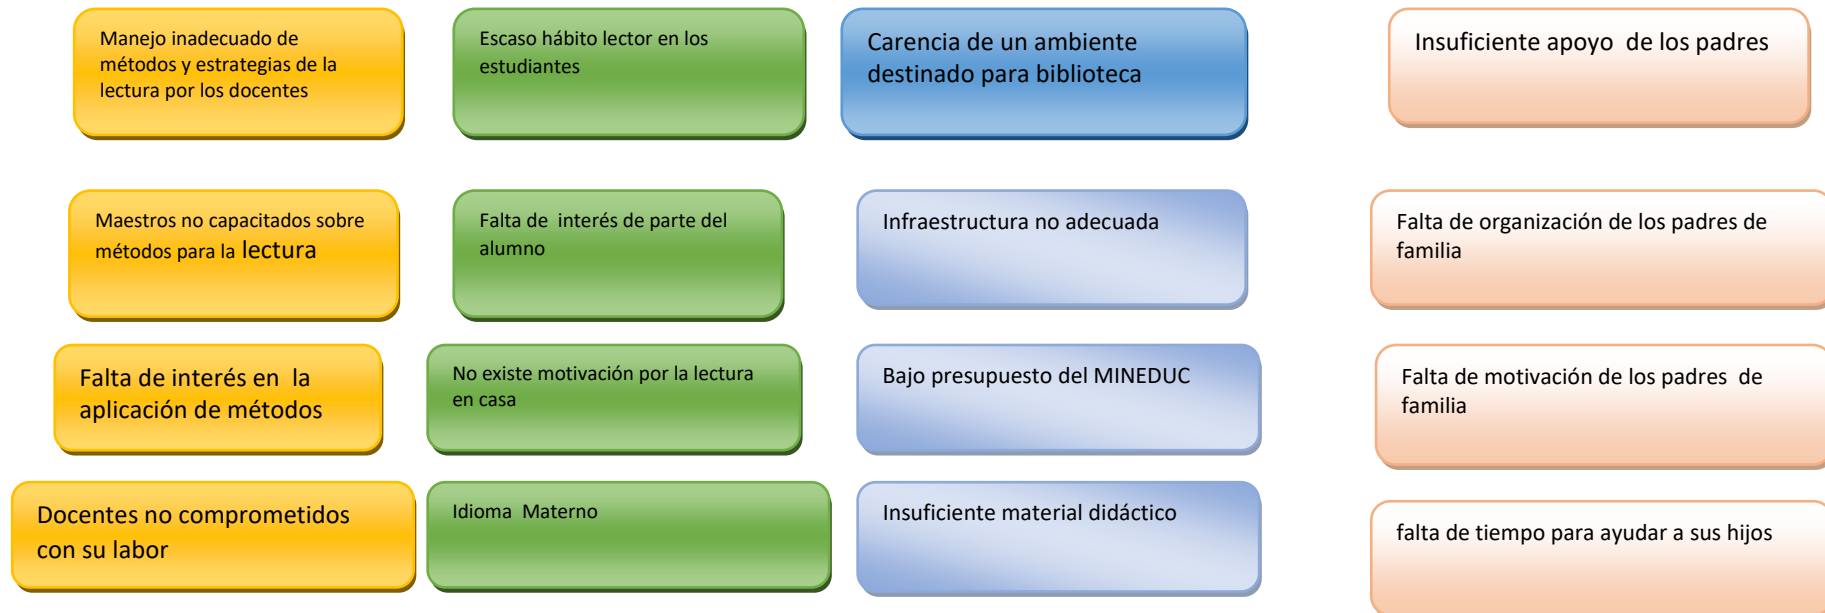 Manejo inadecuado de
métodos y estrategias de la
lectura por los docentes
Escaso hábito lector en los
estudiantes
Carencia de un ambiente
destinado para biblioteca
Insuficiente apoyo de los padres
Maestros no capacitados sobre
métodos para la lectura
Falta de interés de parte del
alumno
Infraestructura no adecuada
Falta de organización de los padres de
familia
Falta de interés en la
aplicación de métodos
No existe motivación por la lectura
en casa
Bajo presupuesto del MINEDUC
Falta de motivación de los padres de
familia
Docentes no comprometidos
con su labor
Idioma Materno
Insuficiente material didáctico
falta de tiempo para ayudar a sus hijos